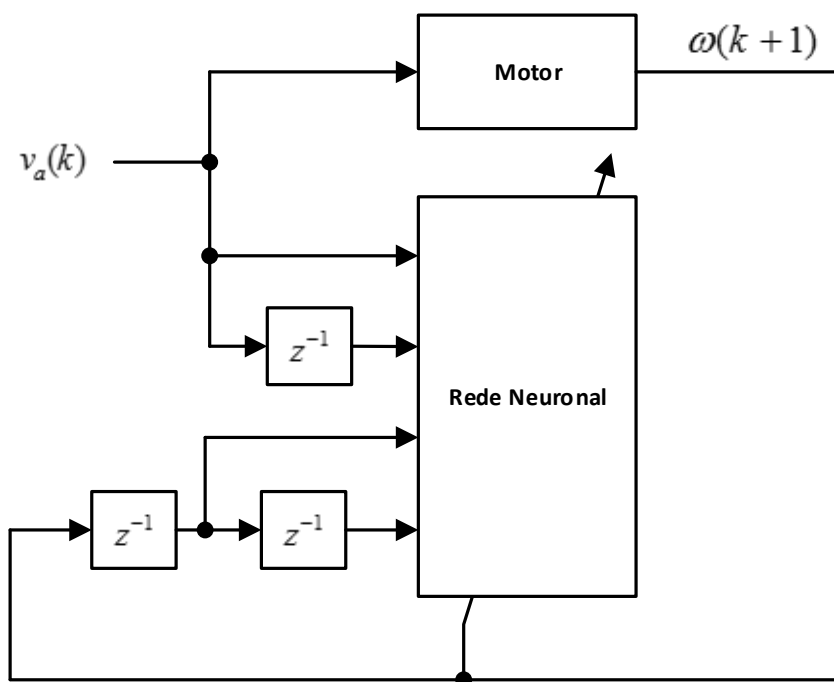 ω(k + 1)
Motor
v_a(k)
z^{-1}
Rede Neuronal
z^{-1}
z^{-1}